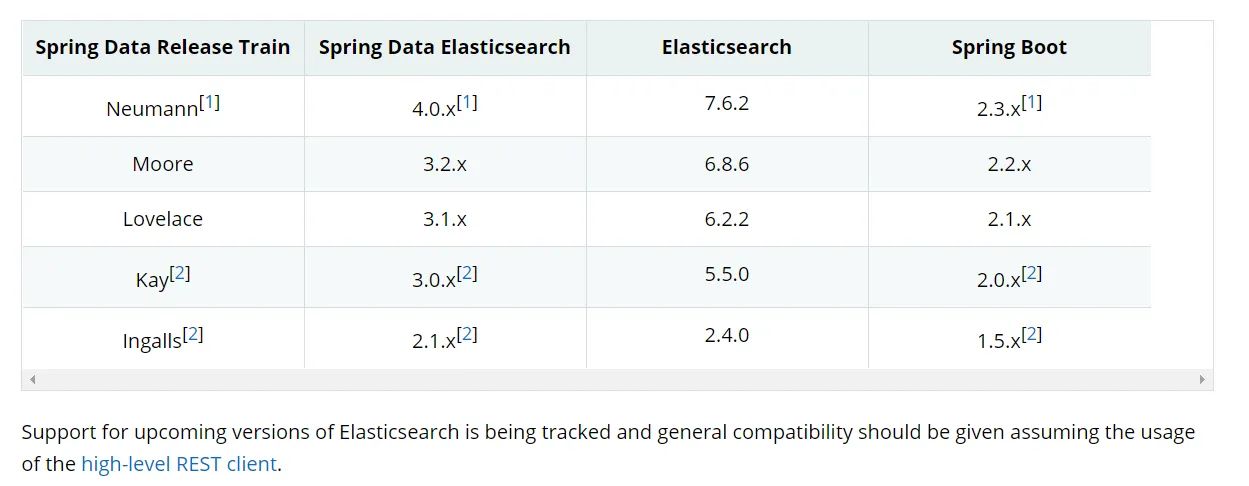 Spring Data Release Train Spring Data Elasticsearch Elasticsearch Spring Boot
Neumann[1] 4.0.x[1] 7.6.2 2.3.x[1]
Moore 3.2.x 6.8.6 2.2.x
Lovelace 3.1.x 6.2.2 2.1.x
Kay[2] 3.0.x[2] 5.5.0 2.0.x[2]
Ingalls[2] 2.1.x[2] 2.4.0 1.5.x[2]
Support for upcoming versions of Elasticsearch is being tracked and general compatibility should be given assuming the usage
of the high-level REST client.